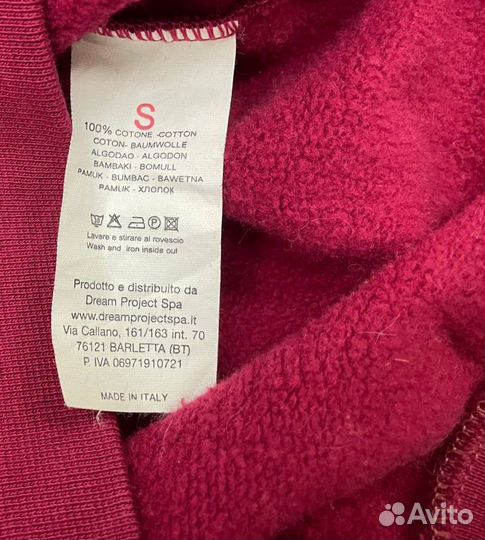 S
100% COTONE -COTTON
COTON- BAUMWOLLE
ALGODAO - ALGODON
BAMBAKI - BOMULL
PAMUK - BUMBAC - BAWETNA
PAMUK - ХЛОПОК
Lavare e stirare al rovescio
Wash and iron inside out
Prodotto e distribuito da
Dream Project Spa
www.dreamprojectspa.it
Via Callano, 161/163 int. 70
76121 BARLETTA (BT)
P. IVA 06971910721
MADE IN ITALY
Avito